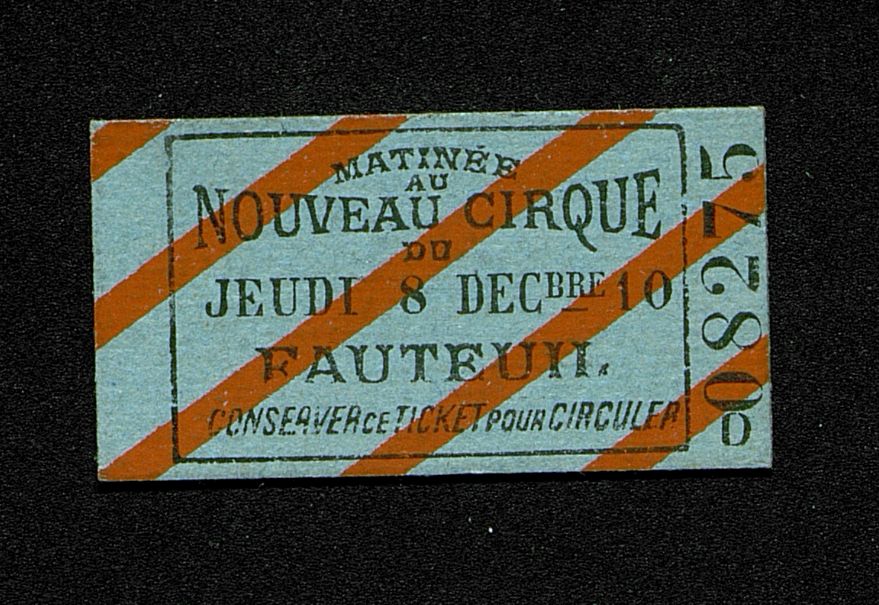 MATINÉE
AU
NOUVEAU CIRQUE
DU
JEUDI 8 DECBRE 10
FAUTEUIL
CONSERVER CE TICKET POUR CIRCULER
08275
D